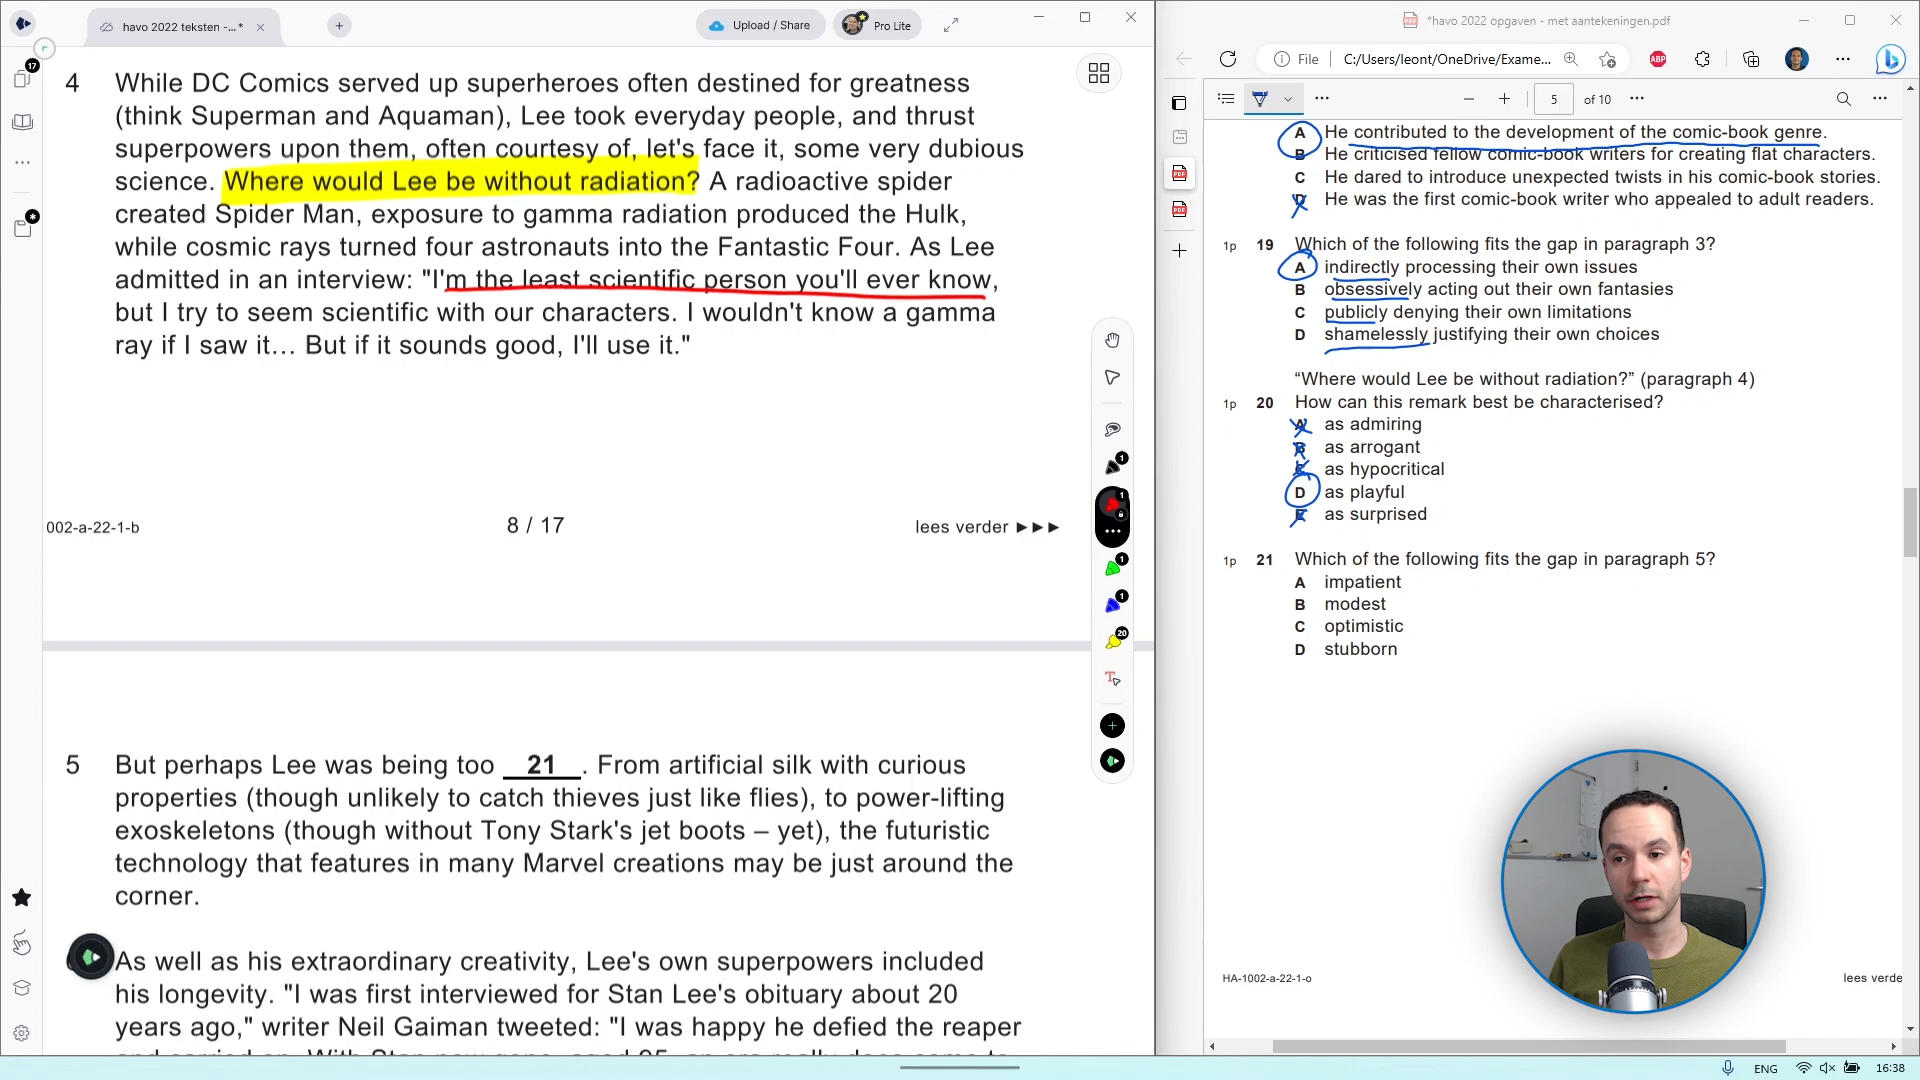 havo 2022 teksten -...*
Upload / Share
Pro Lite
17
4 While DC Comics served up superheroes often destined for greatness
(think Superman and Aquaman), Lee took everyday people, and thrust
superpowers upon them, often courtesy of, let's face it, some very dubious
science. Where would Lee be without radiation? A radioactive spider
created Spider Man, exposure to gamma radiation produced the Hulk,
while cosmic rays turned four astronauts into the Fantastic Four. As Lee
admitted in an interview: "I'm the least scientific person you'll ever know,
but I try to seem scientific with our characters. I wouldn't know a gamma
ray if I saw it… But if it sounds good, I'll use it."
002-a-22-1-b
8 / 17
lees verder ►►►
1
1
1
1
20
5 But perhaps Lee was being too 21 . From artificial silk with curious
properties (though unlikely to catch thieves just like flies), to power-lifting
exoskeletons (though without Tony Stark's jet boots – yet), the futuristic
technology that features in many Marvel creations may be just around the
corner.
As well as his extraordinary creativity, Lee's own superpowers included
his longevity. "I was first interviewed for Stan Lee's obituary about 20
years ago," writer Neil Gaiman tweeted: "I was happy he defied the reaper
*havo 2022 opgaven - met aantekeningen.pdf
File
C:/Users/leont/OneDrive/Exame...
ABP
5 of 10
A He contributed to the development of the comic-book genre.
B He criticised fellow comic-book writers for creating flat characters.
C He dared to introduce unexpected twists in his comic-book stories.
D He was the first comic-book writer who appealed to adult readers.
1p 19 Which of the following fits the gap in paragraph 3?
A indirectly processing their own issues
B obsessively acting out their own fantasies
C publicly denying their own limitations
D shamelessly justifying their own choices
“Where would Lee be without radiation?” (paragraph 4)
1p 20 How can this remark best be characterised?
A as admiring
B as arrogant
C as hypocritical
D as playful
E as surprised
1p 21 Which of the following fits the gap in paragraph 5?
A impatient
B modest
C optimistic
D stubborn
HA-1002-a-22-1-o
lees verde
ENG
16:38